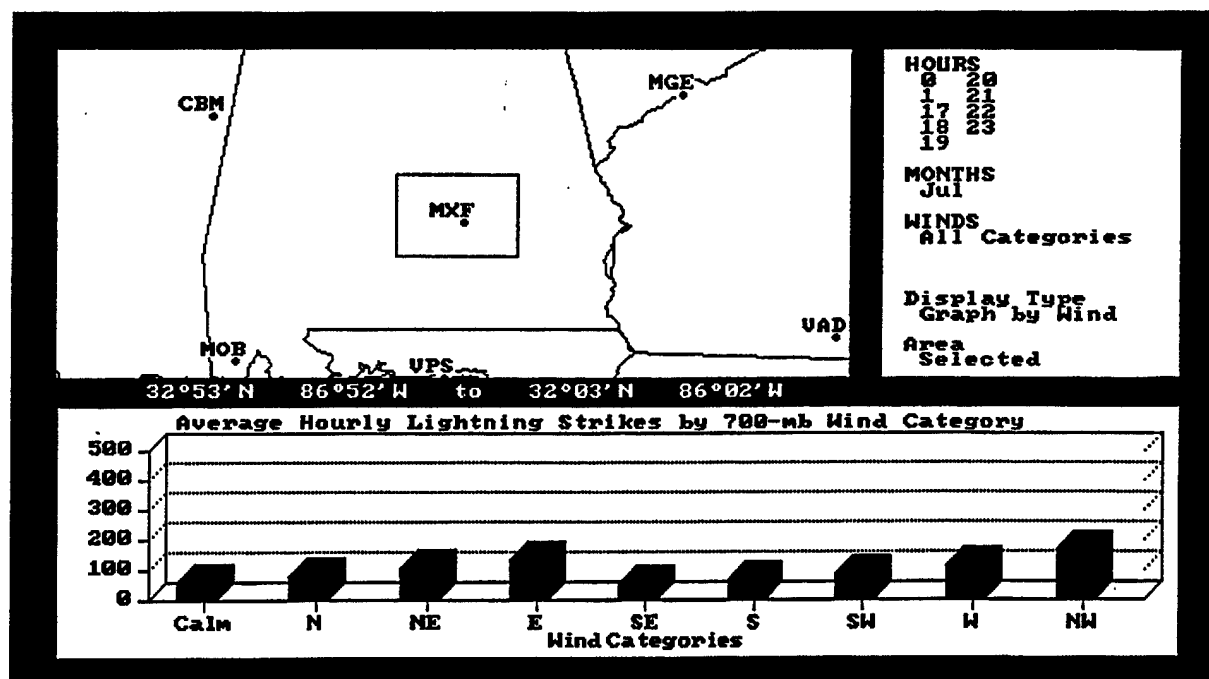 CBM
MGE
MXF
MOB
VPS
VAD
HOURS
0 20
1 21
17 22
18 23
19
MONTHS
Jul
WINDS
All Categories
Display Type
Graph by Wind
Area
Selected
32°53'N 86°52'W to 32°03'N 86°02'W
Average Hourly Lightning Strikes by 700-mb Wind Category
500
400
300
200
100
0
Calm N NE E SE S SW W NW
Wind Categories